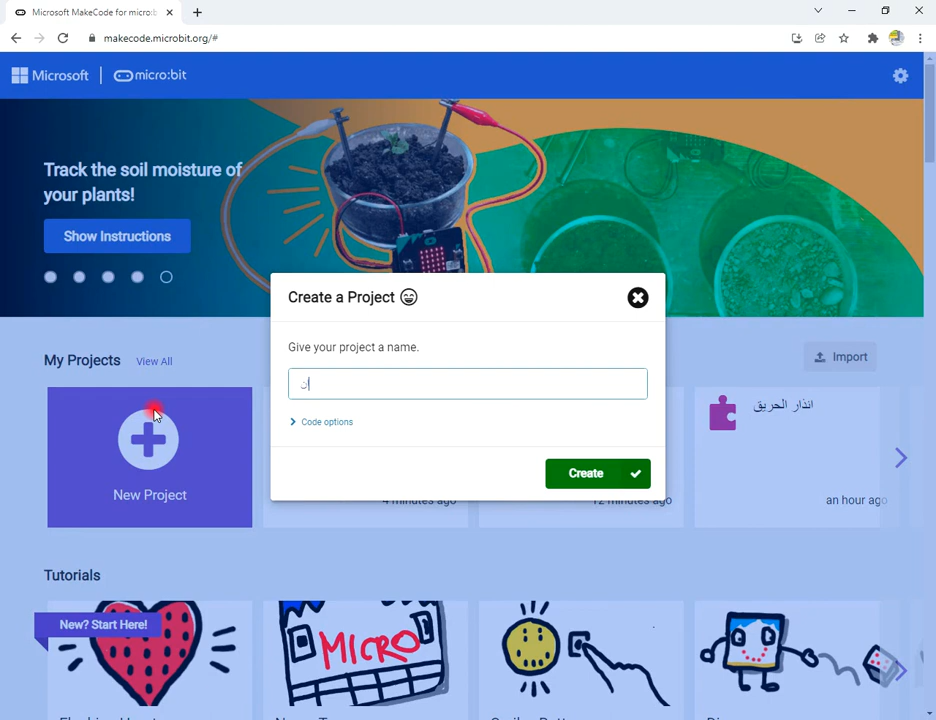 Microsoft MakeCode for micro:b
makecode.microbit.org/#
Microsoft | micro:bit
Track the soil moisture of
your plants!
Show Instructions
Create a Project
Give your project a name.
ان
Code options
Create
My Projects
View All
Import
New Project
4 minutes ago
12 minutes ago
انذار الحريق
an hour ago
Tutorials
New? Start Here!
MICRO